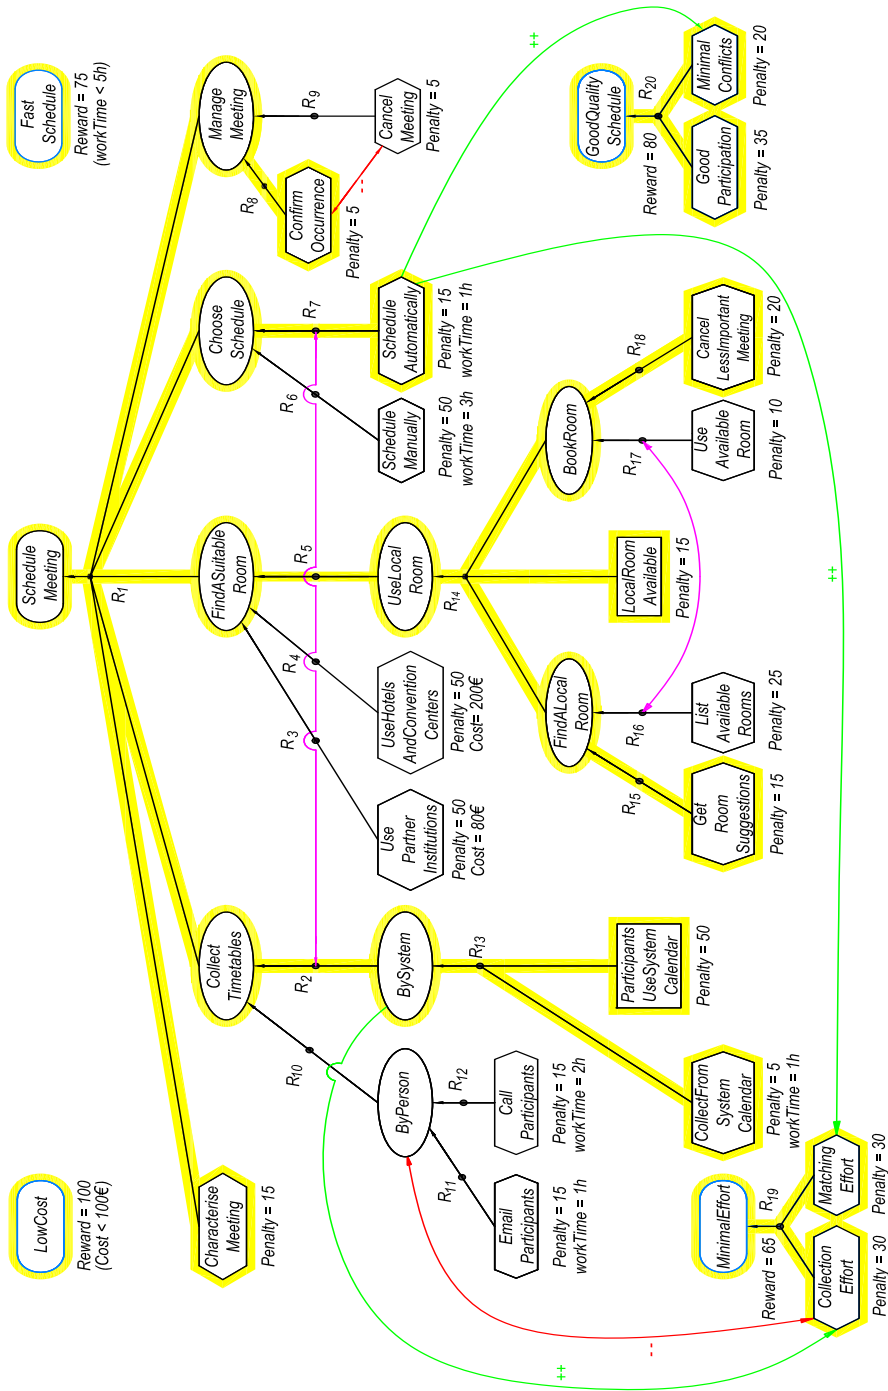 LowCost
Reward = 100
(Cost < 100€)
Schedule
Meeting
Fast
Schedule
Reward = 75
(workTime < 5h)
R1
Characterise
Meeting
Penalty = 15
Collect
Timetables
FindASuitable
Room
Choose
Schedule
Manage
Meeting
R10
R2
R3
R4
R5
R6
R7
R8
R9
ByPerson
BySystem
Use
Partner
Institutions
Penalty = 50
Cost = 80€
UseHotels
AndConvention
Centers
Penalty = 50
Cost= 200€
UseLocal
Room
Schedule
Manually
Penalty = 50
workTime = 3h
Schedule
Automatically
Penalty = 15
workTime = 1h
Confirm
Occurrence
Penalty = 5
--
Cancel
Meeting
Penalty = 5
++
R11
R12
R13
R14
Email
Participants
Penalty = 15
workTime = 1h
Call
Participants
Penalty = 15
workTime = 2h
Participants
UseSystem
Calendar
Penalty = 50
CollectFrom
System
Calendar
Penalty = 5
workTime = 1h
FindALocal
Room
LocalRoom
Available
Penalty = 15
BookRoom
R15
R16
R17
R18
Get
Room
Suggestions
Penalty = 15
List
Available
Rooms
Penalty = 25
Use
Available
Room
Penalty = 10
Cancel
LessImportant
Meeting
Penalty = 20
GoodQuality
Schedule
Reward = 80
R20
Good
Participation
Penalty = 35
Minimal
Conflicts
Penalty = 20
++
--
++
MinimalEffort
Reward = 65
R19
Collection
Effort
Penalty = 30
Matching
Effort
Penalty = 30